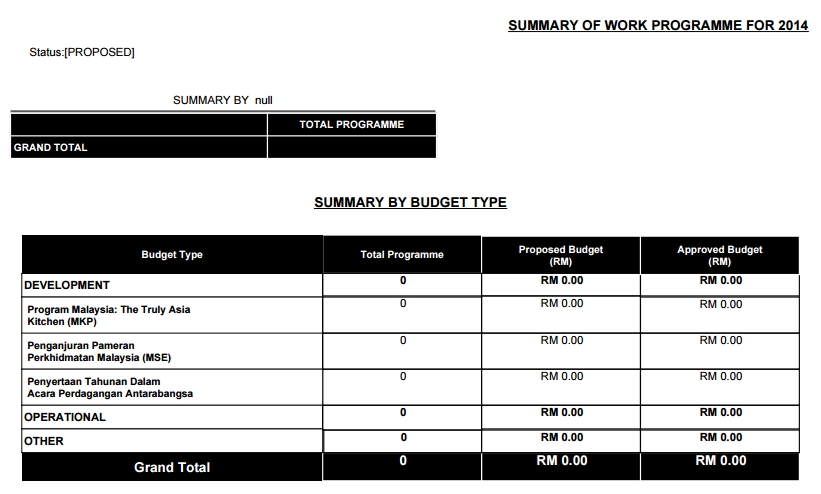 SUMMARY OF WORK PROGRAMME FOR 2014
Status:[PROPOSED]
SUMMARY BY null
TOTAL PROGRAMME
GRAND TOTAL
SUMMARY BY BUDGET TYPE
Budget Type Total Programme Proposed Budget (RM) Approved Budget (RM)
DEVELOPMENT 0 RM 0.00 RM 0.00
Program Malaysia: The Truly Asia 0 RM 0.00 RM 0.00
Kitchen (MKP)
Penganjuran Pameran 0 RM 0.00 RM 0.00
Perkhidmatan Malaysia (MSE)
Penyertaan Tahunan Dalam 0 RM 0.00 RM 0.00
Acara Perdagangan Antarabangsa
OPERATIONAL 0 RM 0.00 RM 0.00
OTHER 0 RM 0.00 RM 0.00
Grand Total 0 RM 0.00 RM 0.00